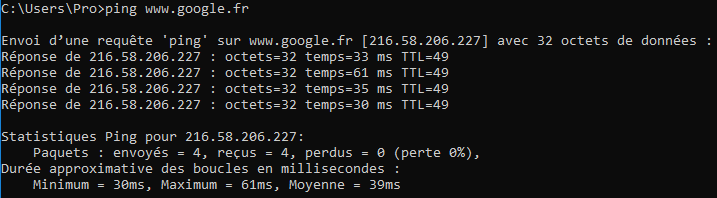 C:\Users\Pro>ping www.google.fr
Envoi d’une requête 'ping' sur www.google.fr [216.58.206.227] avec 32 octets de données :
Réponse de 216.58.206.227 : octets=32 temps=33 ms TTL=49
Réponse de 216.58.206.227 : octets=32 temps=61 ms TTL=49
Réponse de 216.58.206.227 : octets=32 temps=35 ms TTL=49
Réponse de 216.58.206.227 : octets=32 temps=30 ms TTL=49
Statistiques Ping pour 216.58.206.227:
Paquets : envoyés = 4, reçus = 4, perdus = 0 (perte 0%),
Durée approximative des boucles en millisecondes :
Minimum = 30ms, Maximum = 61ms, Moyenne = 39ms